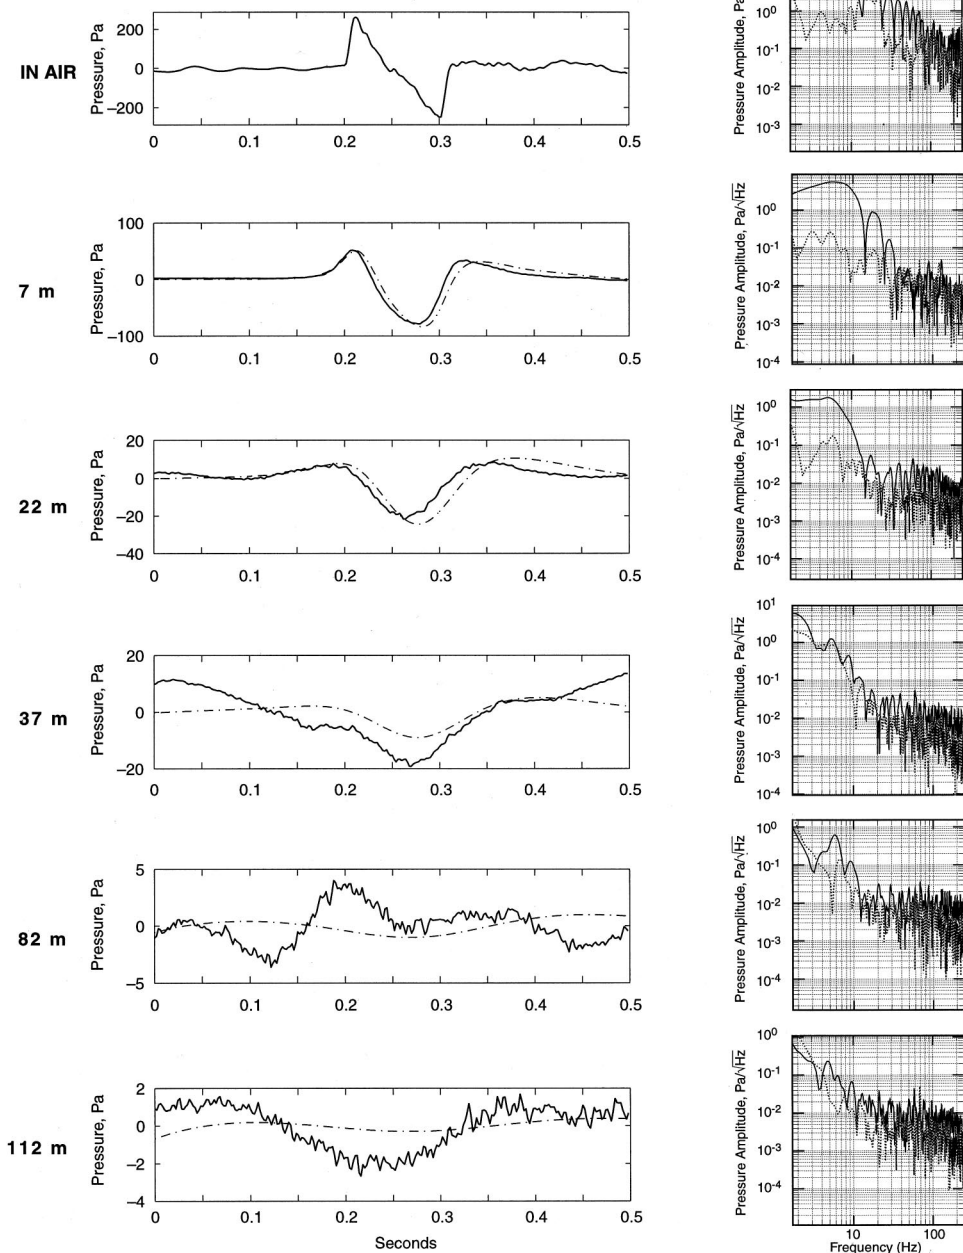 IN AIR
Pressure, Pa
200
0
−200
0 0.1 0.2 0.3 0.4 0.5
Pressure Amplitude, Pa/
10⁰
10⁻¹
10⁻²
10⁻³
7 m
Pressure, Pa
100
0
−100
0 0.1 0.2 0.3 0.4 0.5
Pressure Amplitude, Pa/√Hz
10⁰
10⁻¹
10⁻²
10⁻³
10⁻⁴
22 m
Pressure, Pa
20
0
−20
−40
0 0.1 0.2 0.3 0.4 0.5
Pressure Amplitude, Pa/√Hz
10⁰
10⁻¹
10⁻²
10⁻³
10⁻⁴
37 m
Pressure, Pa
20
0
−20
0 0.1 0.2 0.3 0.4 0.5
Pressure Amplitude, Pa/√Hz
10¹
10⁰
10⁻¹
10⁻²
10⁻³
10⁻⁴
82 m
Pressure, Pa
5
0
−5
0 0.1 0.2 0.3 0.4 0.5
Pressure Amplitude, Pa/√Hz
10⁰
10⁻¹
10⁻²
10⁻³
10⁻⁴
112 m
Pressure, Pa
2
0
−2
−4
0 0.1 0.2 0.3 0.4 0.5
Seconds
Pressure Amplitude, Pa/√Hz
10⁰
10⁻¹
10⁻²
10⁻³
10⁻⁴
10 100
Frequency (Hz)